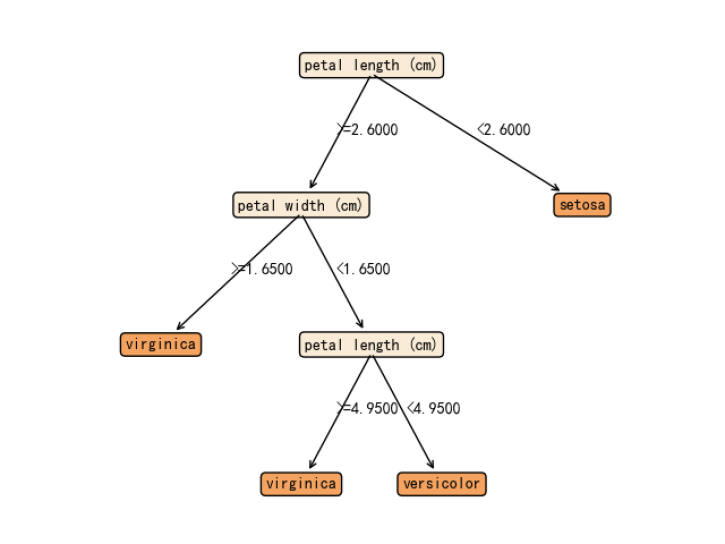 petal length (cm)
>=2.6000
<2.6000
petal width (cm)
setosa
>=1.6500
<1.6500
virginica
petal length (cm)
>=4.9500
<4.9500
virginica
versicolor